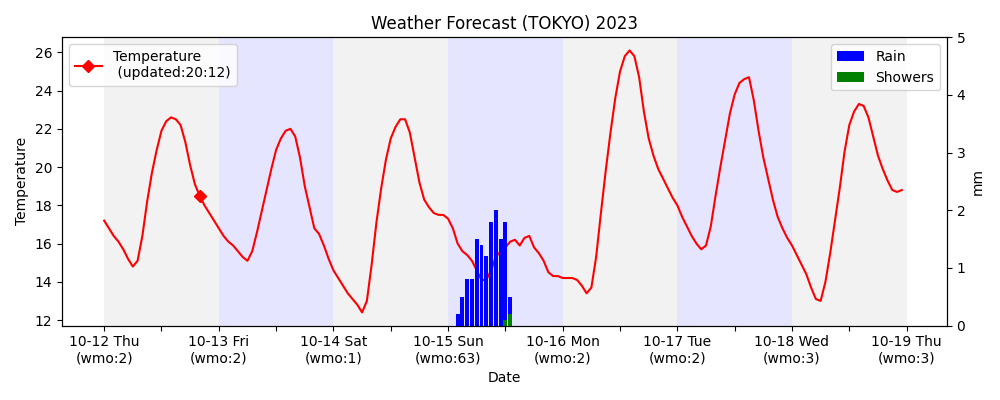 Weather Forecast (TOKYO) 2023
Temperature
(updated:20:12)
Rain
Showers
26
24
22
20
18
16
14
12
Temperature
5
4
3
2
1
0
mm
10-12 Thu
(wmo:2)
10-13 Fri
(wmo:2)
10-14 Sat
(wmo:1)
10-15 Sun
(wmo:63)
10-16 Mon
(wmo:2)
10-17 Tue
(wmo:2)
10-18 Wed
(wmo:3)
10-19 Thu
(wmo:3)
Date